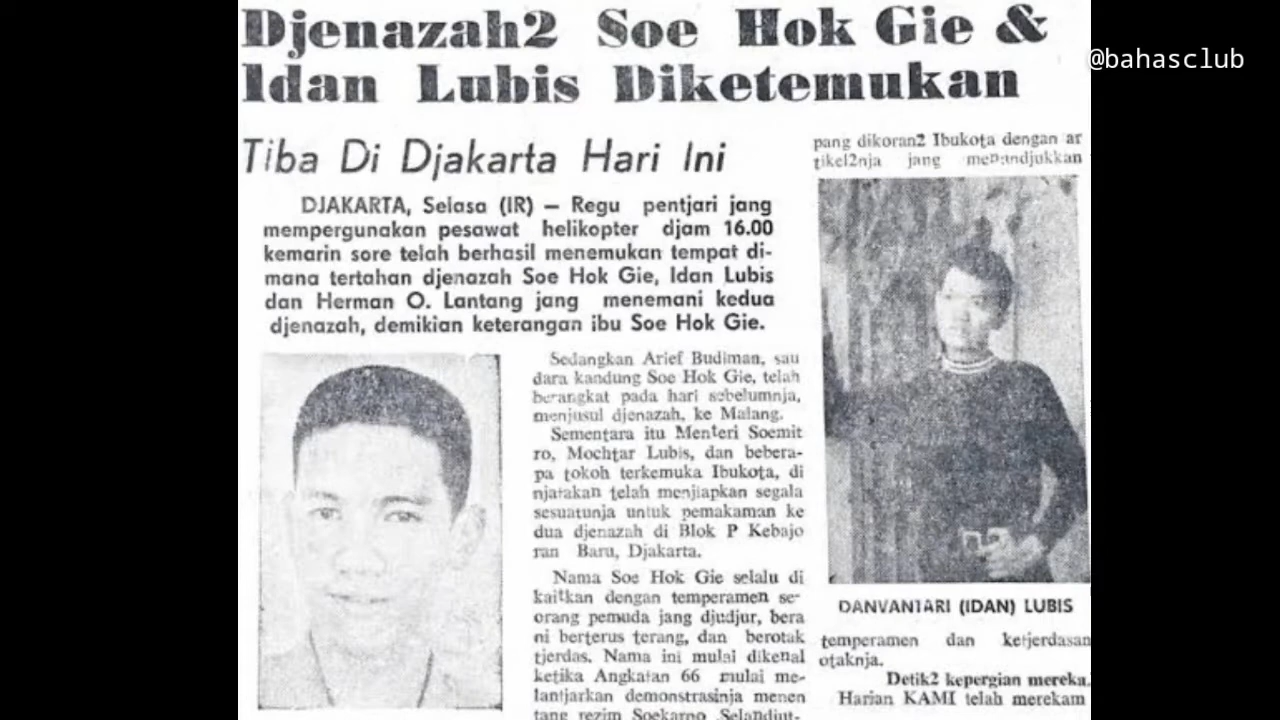 Djenazah2 Soe Hok Gie &
Idan Lubis Diketemukan
@bahasclub
Tiba Di Djakarta Hari Ini
DJAKARTA, Selasa (IR) — Regu pentjari jang
mempergunakan pesawat helikopter djam 16.00
kemarin sore telah berhasil menemukan tempat di-
mana tertahan djenazah Soe Hok Gie, Idan Lubis
dan Herman O. Lantang jang menemani kedua
djenazah, demikian keterangan ibu Soe Hok Gie.
Sedangkan Arief Budiman, sau
dara kandung Soe Hok Gie, telah
berangkat pada hari sebelumnja,
menjusul djenazah, ke Malang.
Sementara itu Menteri Soemit
ro, Mochtar Lubis, dan bebera-
pa tokoh terkemuka Ibukota, di
njatakan telah menjiapkan segala
sesuatunja untuk pemakaman ke
dua djenazah di Blok P Kebajo
ran Baru, Djakarta.
Nama Soe Hok Gie selalu di
kaitkan dengan temperamen se-
orang pemuda jang djudjur, bera
ni berterus terang, dan berotak
tjerdas. Nama ini mulai dikenal
ketika Angkatan 66 mulai me-
lantjarkan demonstrasinja menen
tang rezim Soekarno
pang dikoran2 Ibukota dengan ar
tikel2nja jang menandjukkan
DANVANTARI (IDAN) LUBIS
temperamen dan ketjerdasan
otaknja.
Detik2 kepergian mereka.
Harian KAMI telah merekam